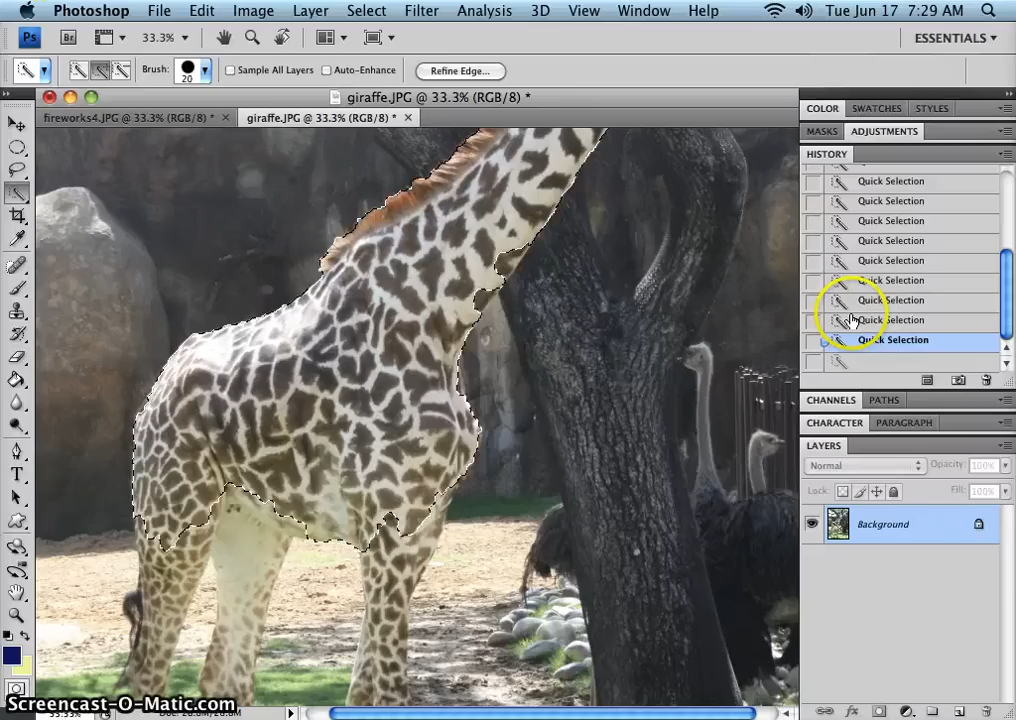 Photoshop File Edit Image Layer Select Filter Analysis 3D View Window Help Tue Jun 17 7:29 AM
Ps Br 33.3% ESSENTIALS
Brush: 20 Sample All Layers Auto-Enhance Refine Edge...
giraffe.JPG @ 33.3% (RGB/8) *
fireworks4.JPG @ 33.3% (RGB/8) * giraffe.JPG @ 33.3% (RGB/8) *
COLOR SWATCHES STYLES
MASKS ADJUSTMENTS
HISTORY
Quick Selection
Quick Selection
Quick Selection
Quick Selection
Quick Selection
Quick Selection
Quick Selection
Quick Selection
Quick Selection
CHANNELS PATHS
CHARACTER PARAGRAPH
LAYERS
Normal Opacity: 100%
Lock: Fill: 100%
Background
T
fx
Screencast-O-Matic.com